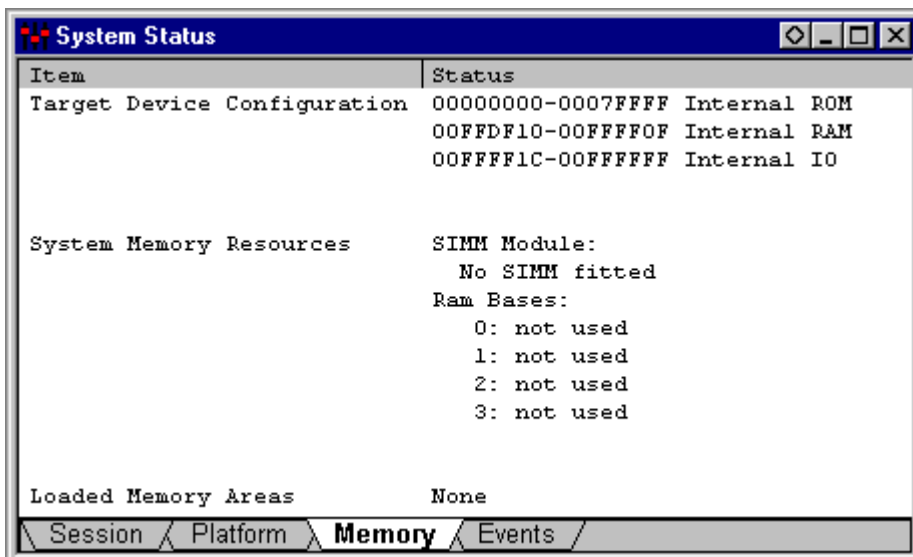 System Status
Item Status
Target Device Configuration 00000000-0007FFFF Internal ROM
00FFDF10-00FFFF0F Internal RAM
00FFFF1C-00FFFFFF Internal IO
System Memory Resources SIMM Module:
No SIMM fitted
Ram Bases:
0: not used
1: not used
2: not used
3: not used
Loaded Memory Areas None
Session Platform Memory Events